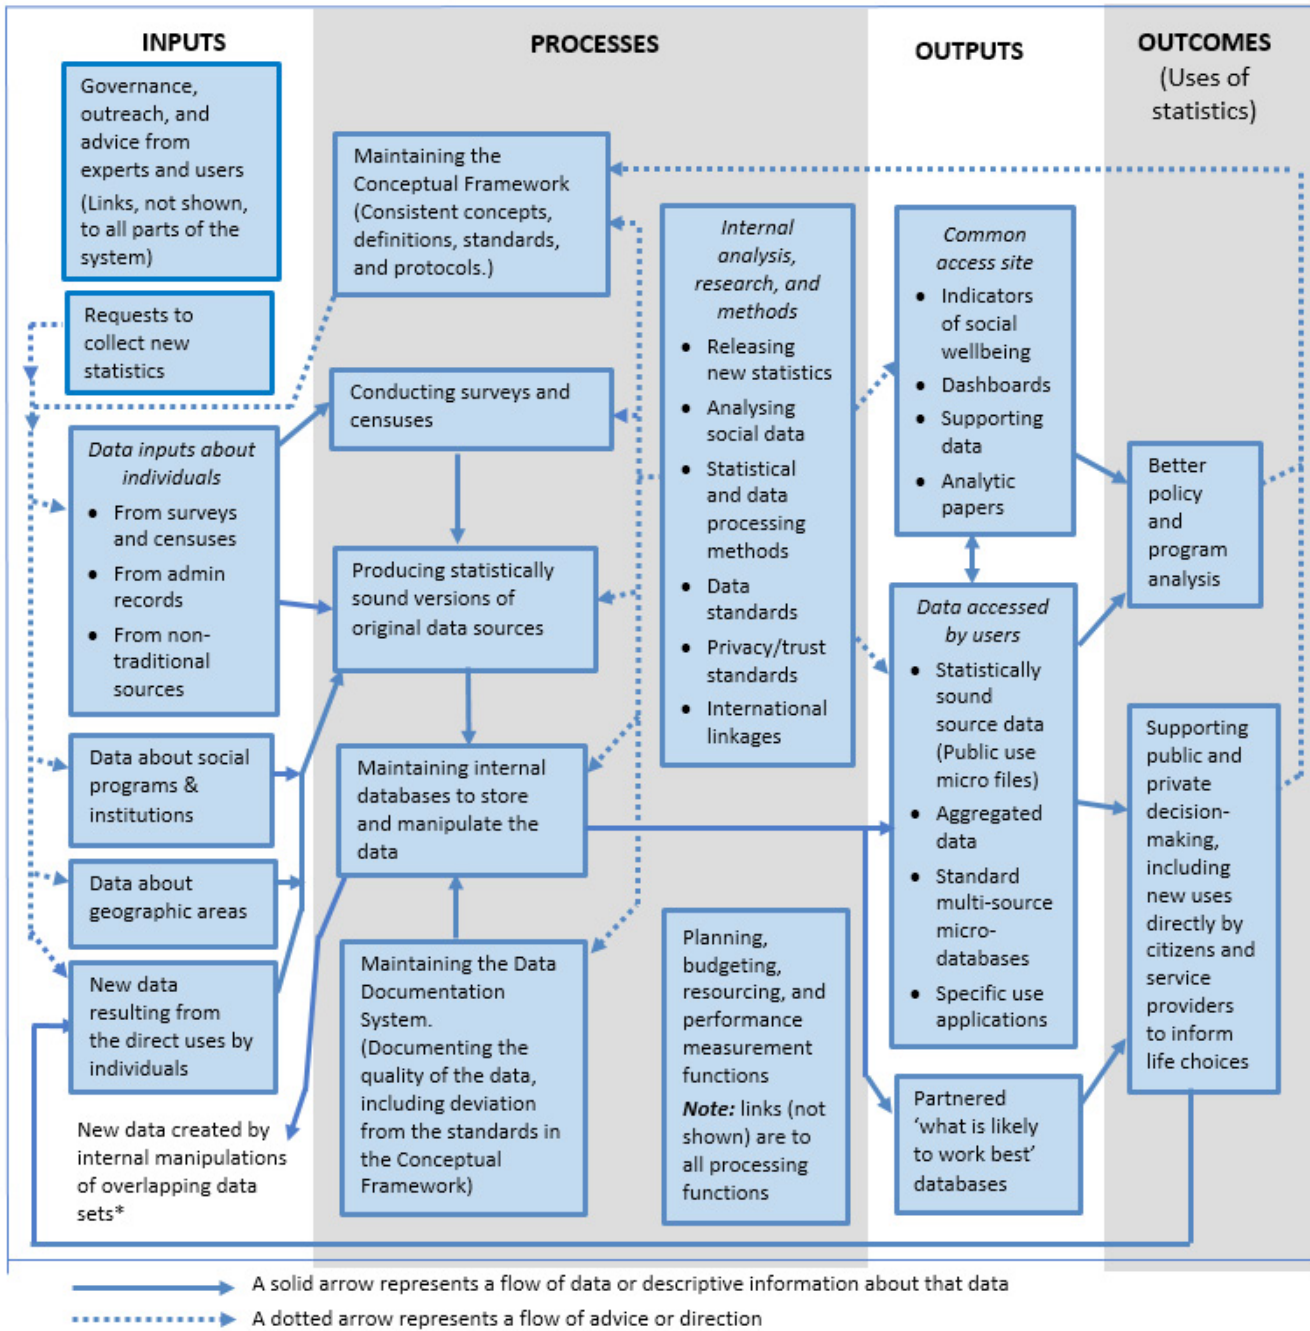 INPUTS
Governance,
outreach, and
advice from
experts and users
(Links, not shown,
to all parts of the
system)
Requests to
collect new
statistics
Data inputs about
individuals
• From surveys
and censuses
• From admin
records
• From non-
traditional
sources
Data about social
programs &
institutions
Data about
geographic areas
New data
resulting from
the direct uses by
individuals
New data created by
internal manipulations
of overlapping data
sets*
PROCESSES
Maintaining the
Conceptual Framework
(Consistent concepts,
definitions, standards,
and protocols.)
Conducting surveys and
censuses
Producing statistically
sound versions of
original data sources
Maintaining internal
databases to store
and manipulate the
data
Maintaining the Data
Documentation
System.
(Documenting the
quality of the data,
including deviation
from the standards in
the Conceptual
Framework)
Internal
analysis,
research, and
methods
• Releasing
new statistics
• Analysing
social data
• Statistical
and data
processing
methods
• Data
standards
• Privacy/trust
standards
• International
linkages
Planning,
budgeting,
resourcing, and
performance
measurement
functions
Note: links (not
shown) are to
all processing
functions
OUTPUTS
Common
access site
• Indicators
of social
wellbeing
• Dashboards
• Supporting
data
• Analytic
papers
Data accessed
by users
• Statistically
sound
source data
(Public use
micro files)
• Aggregated
data
• Standard
multi-source
micro-
databases
• Specific use
applications
Partnered
‘what is likely
to work best’
databases
OUTCOMES
(Uses of
statistics)
Better
policy
and
program
analysis
Supporting
public and
private
decision-
making,
including
new uses
directly by
citizens and
service
providers
to inform
life choices
A solid arrow represents a flow of data or descriptive information about that data
A dotted arrow represents a flow of advice or direction